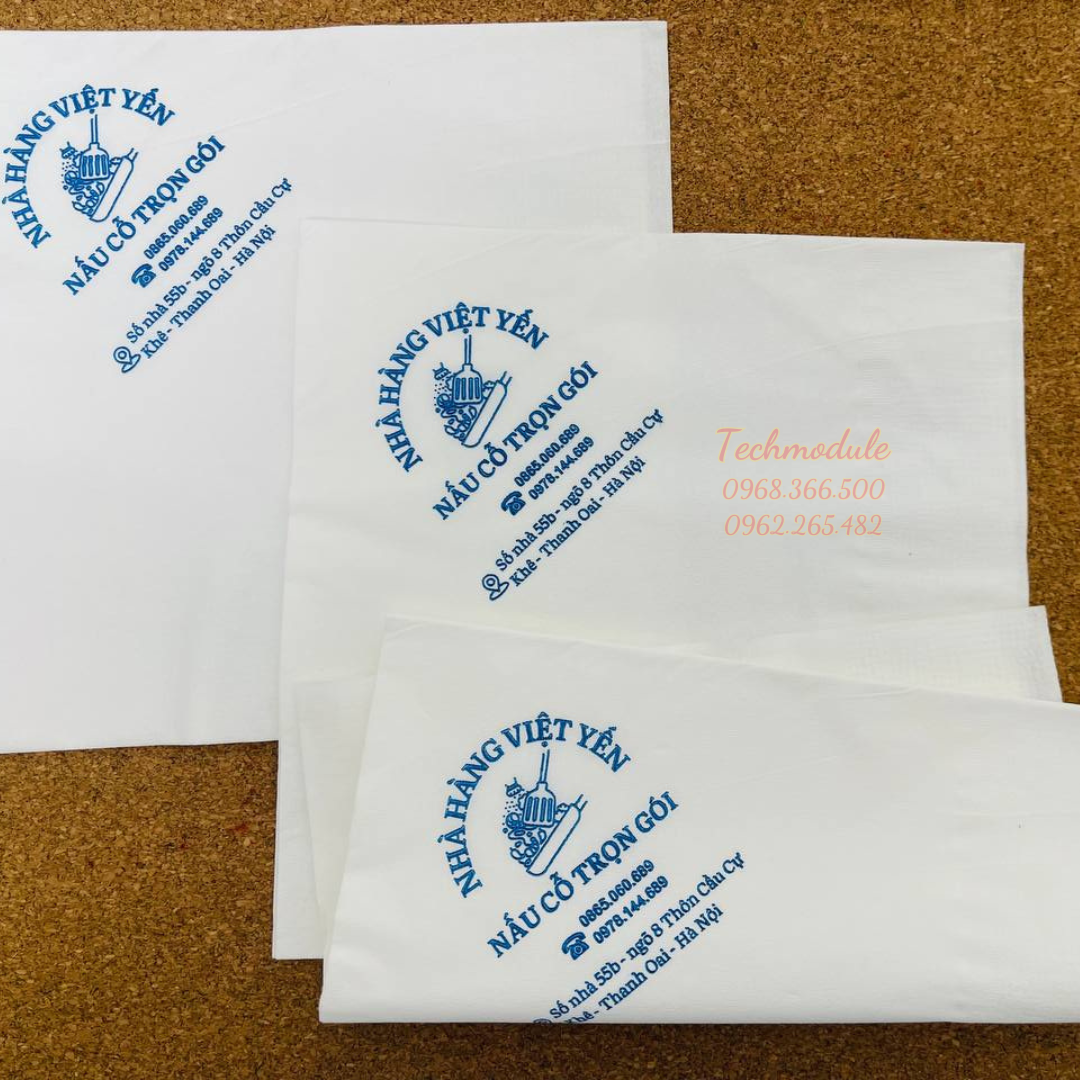 NHÀ HÀNG VIỆT YẾN
NẤU CỖ TRỌN GÓI
0865.060.689
0978.144.689
Số nhà 55b - ngõ 8 Thôn Cầu Cự
Khê - Thanh Oai - Hà Nội
NHÀ HÀNG VIỆT YẾN
NẤU CỖ TRỌN GÓI
0865.060.689
0978.144.689
Số nhà 55b - ngõ 8 Thôn Cầu Cự
Khê - Thanh Oai - Hà Nội
Techmodule
0968.366.500
0962.265.482
NHÀ HÀNG VIỆT YẾN
NẤU CỖ TRỌN GÓI
0865.060.689
0978.144.689
Số nhà 55b - ngõ 8 Thôn Cầu Cự
Khê - Thanh Oai - Hà Nội